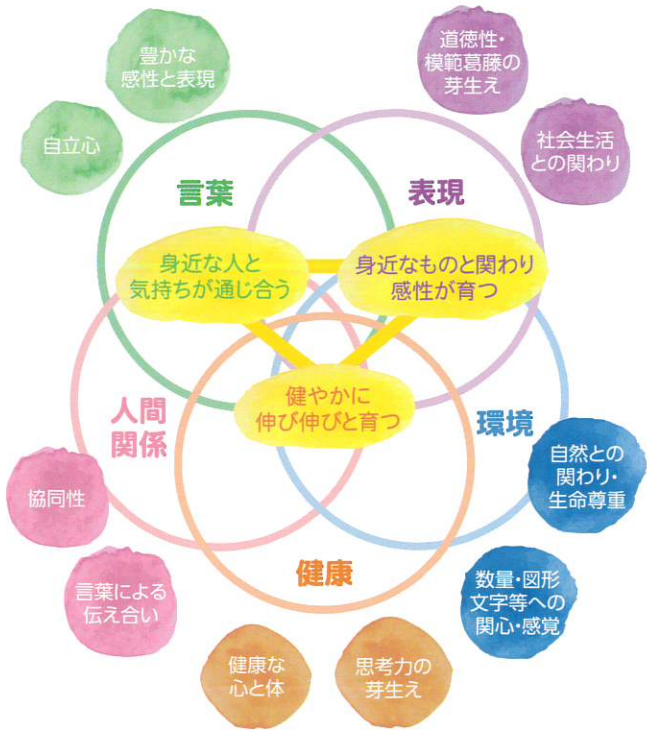 豊かな
感性と表現
道徳性・
模範葛藤の
芽生え
自立心
社会生活
との関わり
言葉
表現
身近な人と
気持ちが通じ合う
身近なものと関わり
感性が育つ
健やかに
伸び伸びと育つ
人間
関係
環境
協同性
自然との
関わり・
生命尊重
言葉による
伝え合い
健康
数量・図形
文字等への
関心・感覚
健康な
心と体
思考力の
芽生え